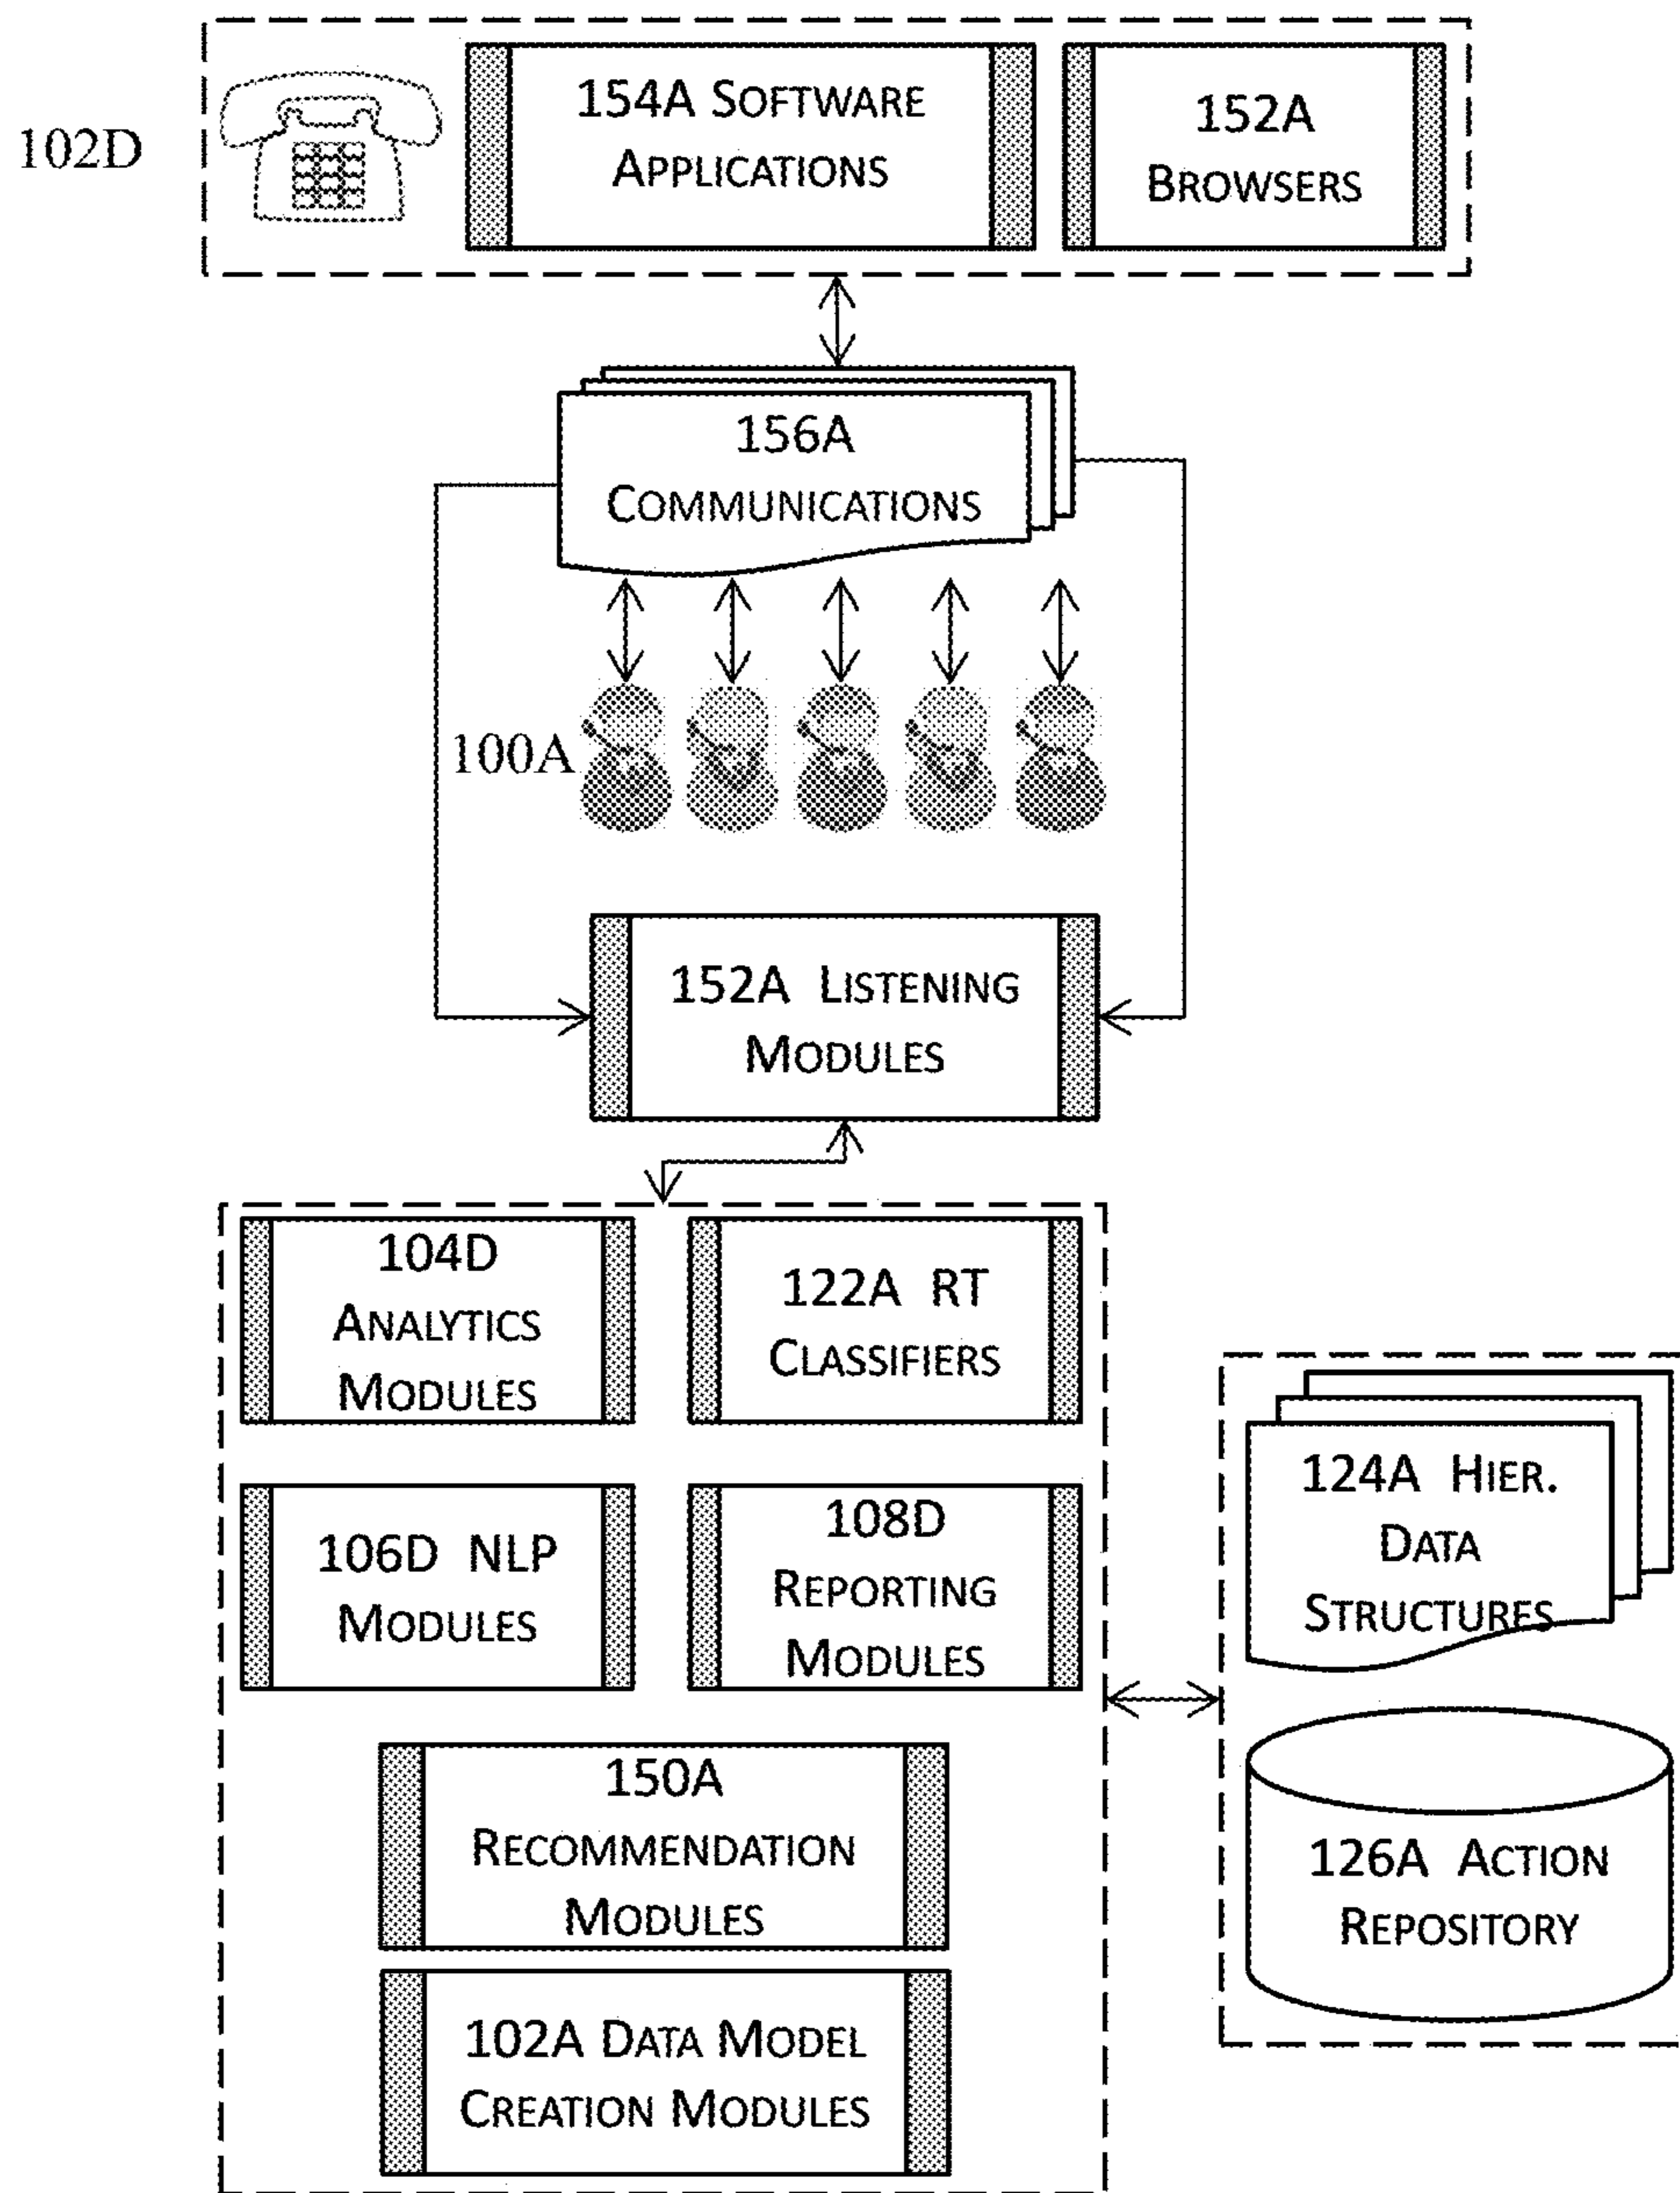 102D
154A SOFTWARE
APPLICATIONS
152A
BROWSERS
156A
COMMUNICATIONS
100A
152A LISTENING
MODULES
104D
ANALYTICS
MODULES
122A RT
CLASSIFIERS
106D NLP
MODULES
108D
REPORTING
MODULES
150A
RECOMMENDATION
MODULES
102A DATA MODEL
CREATION MODULES
124A HIER.
DATA
STRUCTURES
126A ACTION
REPOSITORY